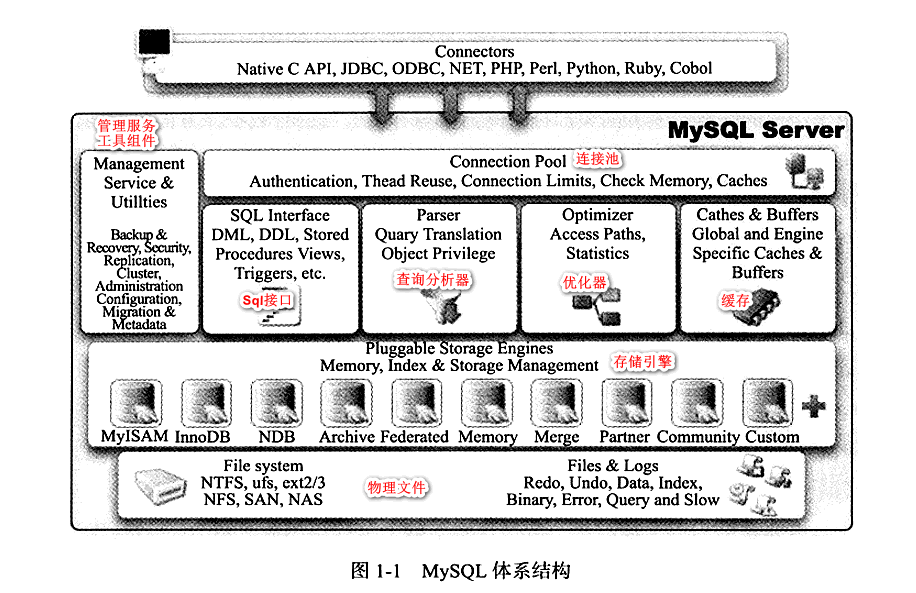 Connectors
Native C API, JDBC, ODBC, NET, PHP, Perl, Python, Ruby, Cobol
MySQL Server
管理服务
工具组件
Management
Service &
Utillties
Backup &
Recovery, Security,
Replication,
Cluster,
Administration
Configuration,
Migration &
Metadata
Connection Pool 连接池
Authentication, Thead Reuse, Connection Limits, Check Memory, Caches
SQL Interface
DML, DDL, Stored
Procedures Views,
Triggers, etc.
Sql接口
Parser
Quary Translation
Object Privilege
查询分析器
Optimizer
Access Paths,
Statistics
优化器
Cathes & Buffers
Global and Engine
Specific Caches &
Buffers
缓存
Pluggable Storage Engines
Memory, Index & Storage Management 存储引擎
MyISAM InnoDB NDB Archive Federated Memory Merge Partner Community Custom
File system
NTFS, ufs, ext2/3
NFS, SAN, NAS
物理文件
Files & Logs
Redo, Undo, Data, Index,
Binary, Error, Query and Slow
图 1-1 MySQL 体系结构